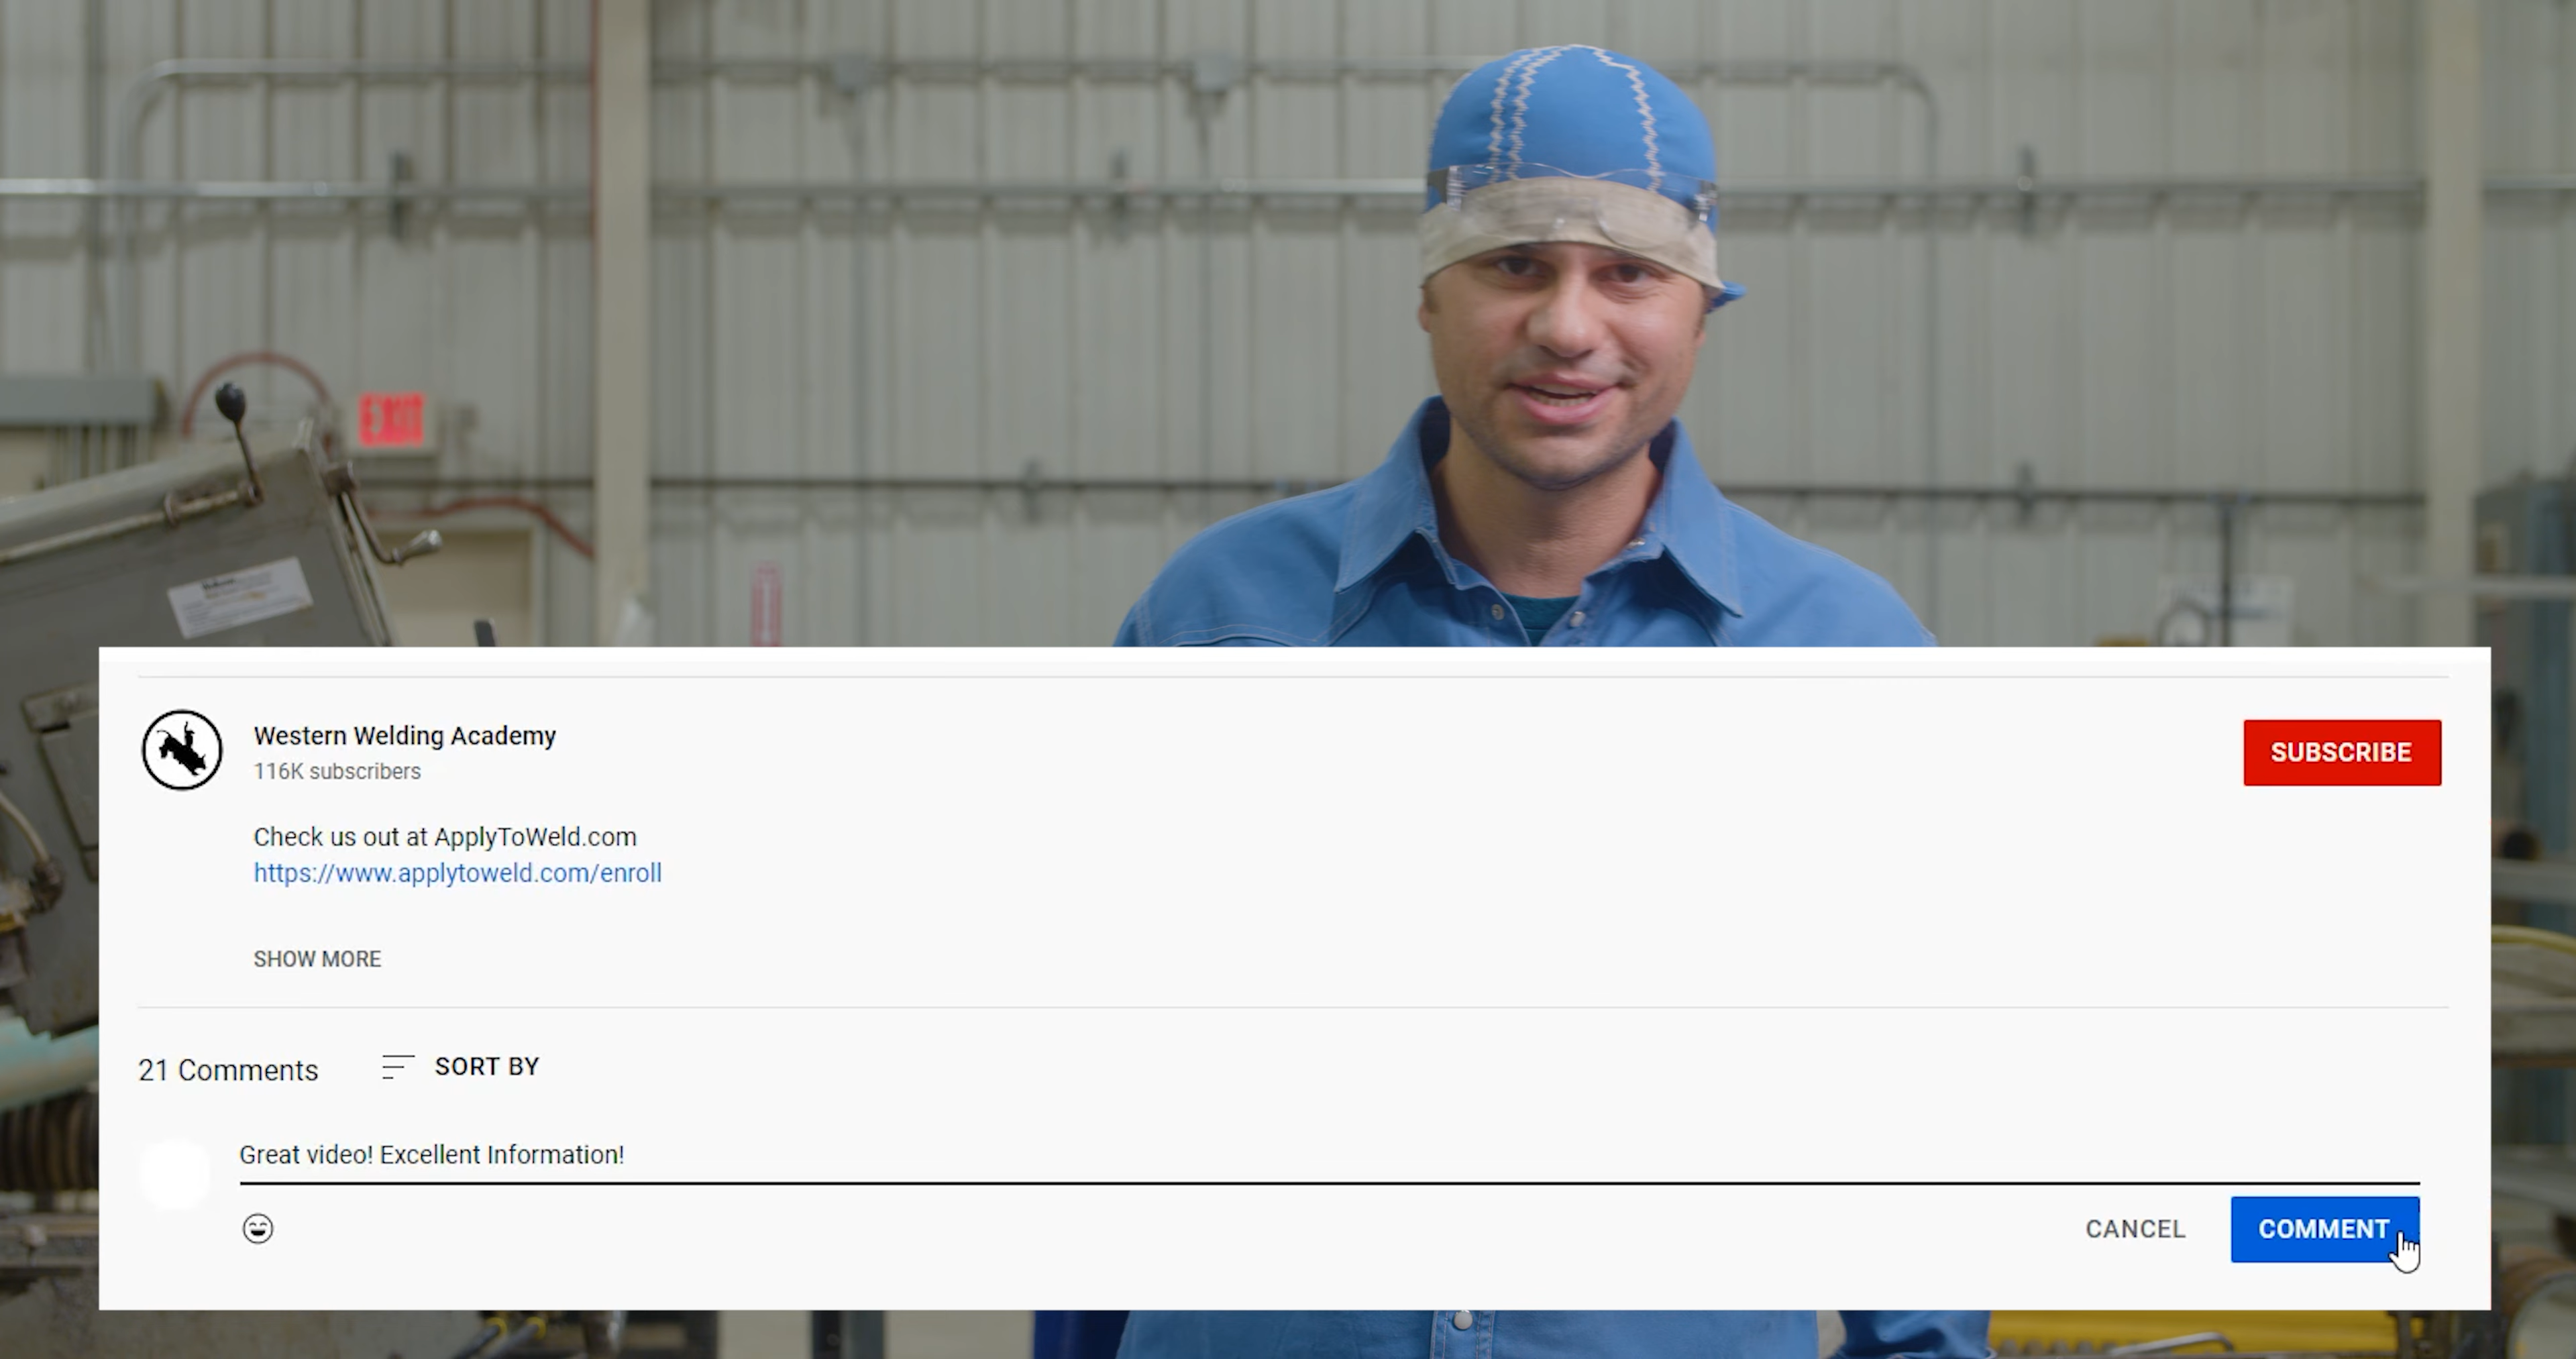 EXIT
Western Welding Academy
116K subscribers
SUBSCRIBE
Check us out at ApplyToWeld.com
https://www.applytoweld.com/enroll
SHOW MORE
21 Comments
SORT BY
Great video! Excellent Information!
CANCEL
COMMENT